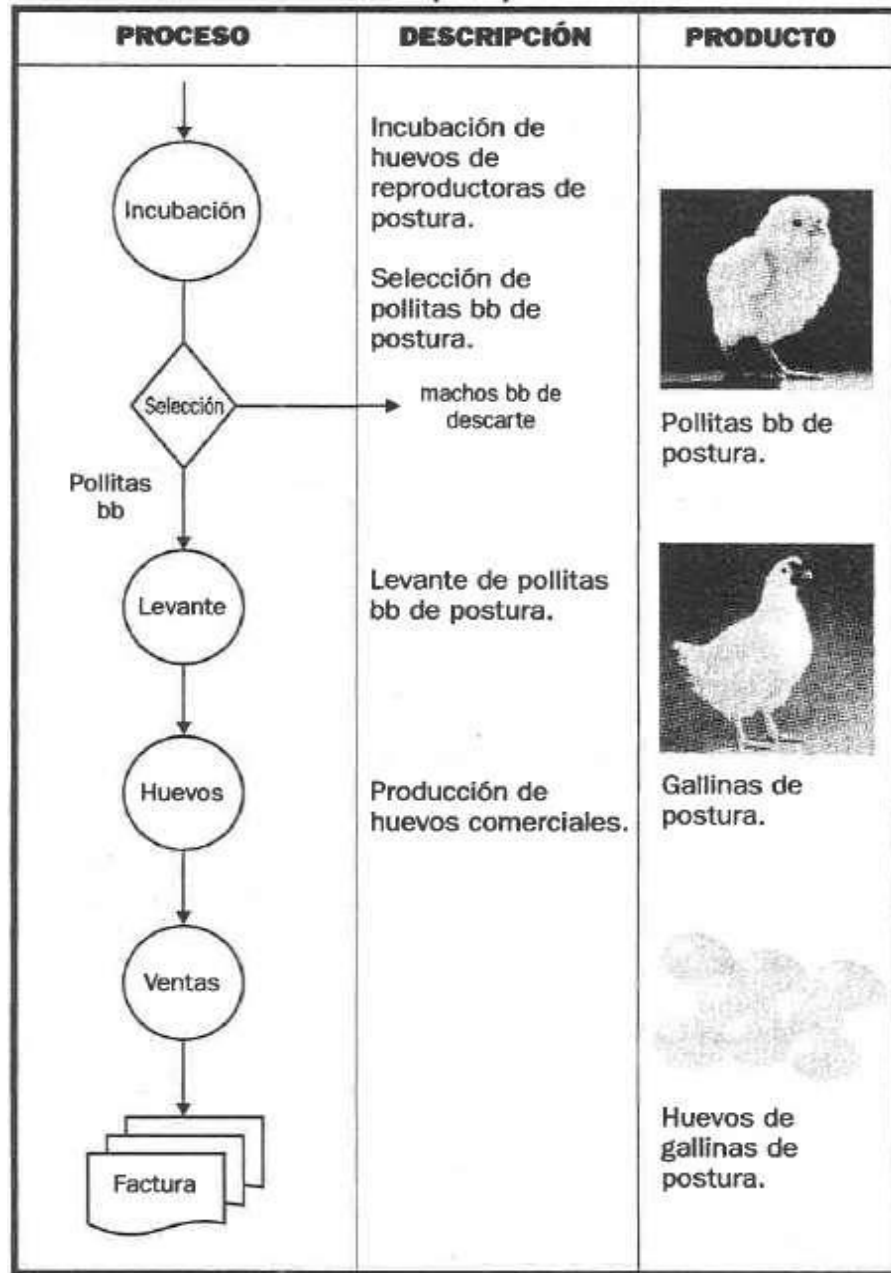 PROCESO
DESCRIPCIÓN
PRODUCTO
Incubación
Incubación de
huevos de
reproductoras de
postura.
Selección de
pollitas bb de
postura.
Selección
machos bb de
descarte
Pollitas bb de
postura.
Pollitas
bb
Levante
Levante de pollitas
bb de postura.
Huevos
Producción de
huevos comerciales.
Gallinas de
postura.
Ventas
Huevos de
gallinas de
postura.
Factura